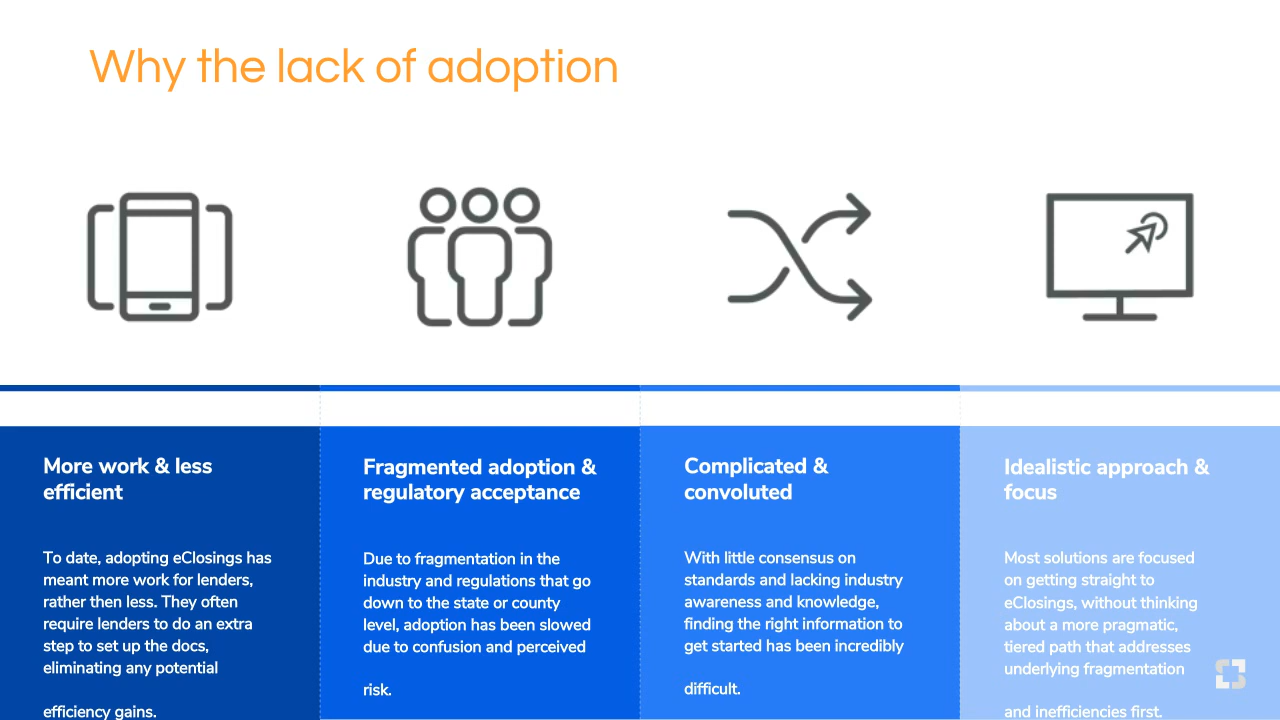 Why the lack of adoption
More work & less
efficient
To date, adopting eClosings has
meant more work for lenders,
rather then less. They often
require lenders to do an extra
step to set up the docs,
eliminating any potential
efficiency gains.
Fragmented adoption &
regulatory acceptance
Due to fragmentation in the
industry and regulations that go
down to the state or county
level, adoption has been slowed
due to confusion and perceived
risk.
Complicated &
convoluted
With little consensus on
standards and lacking industry
awareness and knowledge,
finding the right information to
get started has been incredibly
difficult.
Idealistic approach &
focus
Most solutions are focused
on getting straight to
eClosings, without thinking
about a more pragmatic,
tiered path that addresses
underlying fragmentation
and inefficiencies first.